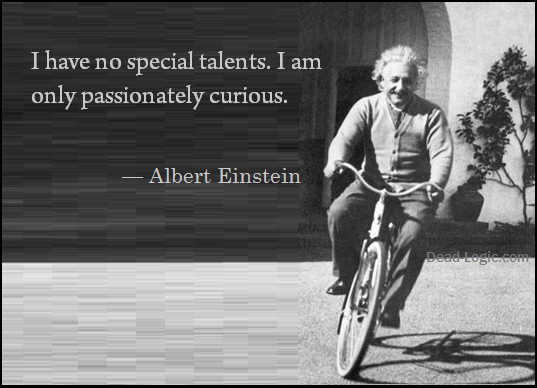 I have no special talents. I am
only passionately curious.
— Albert Einstein
Dead-Logic.com